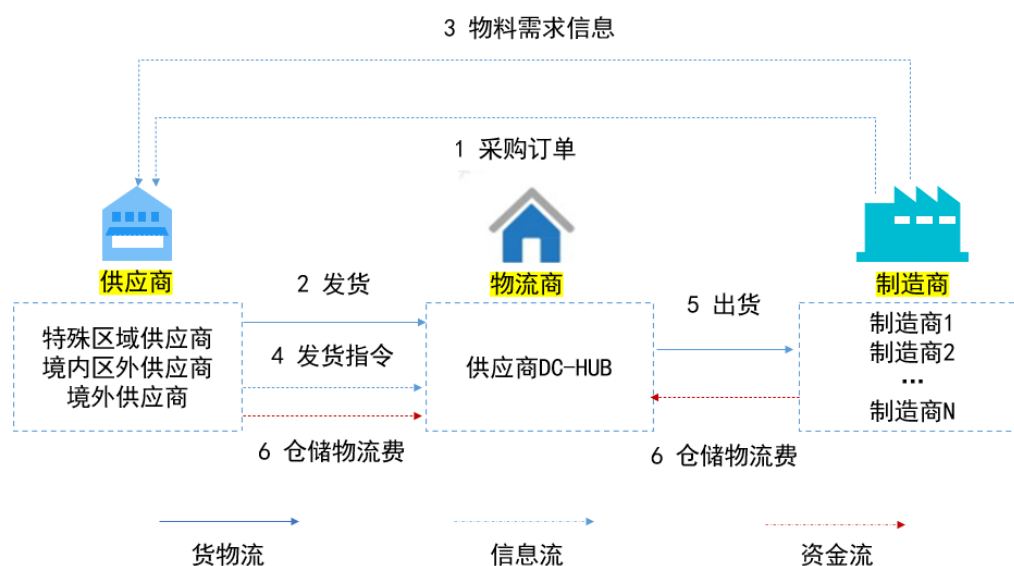 3 物料需求信息
1 采购订单
供应商
物流商
制造商
2 发货
5 出货
特殊区域供应商
境内区外供应商
境外供应商
4 发货指令
供应商DC-HUB
制造商1
制造商2
...
制造商N
6 仓储物流费
6 仓储物流费
货物流
信息流
资金流